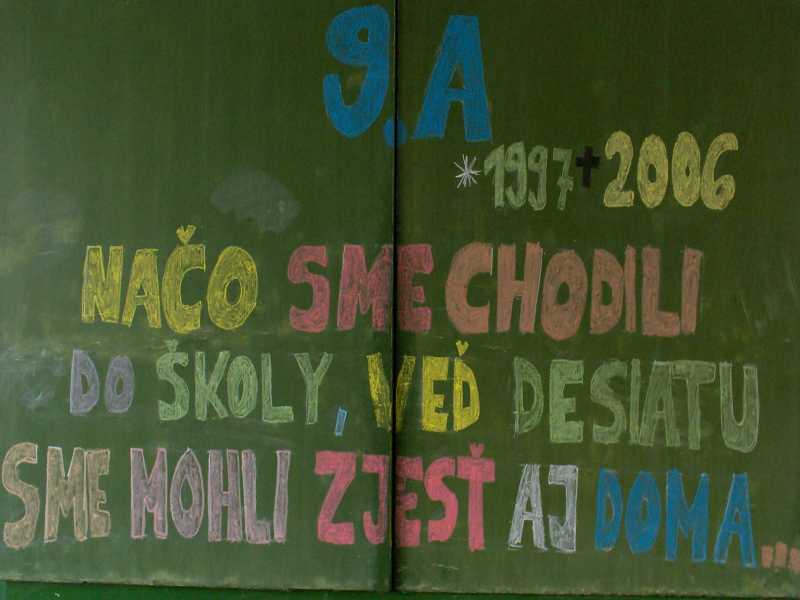 9.A
*1997 ✝2006
NAČO SME CHODILI
DO ŠKOLY, VEĎ DESIATU
SME MOHLI ZJESŤ AJ DOMA...